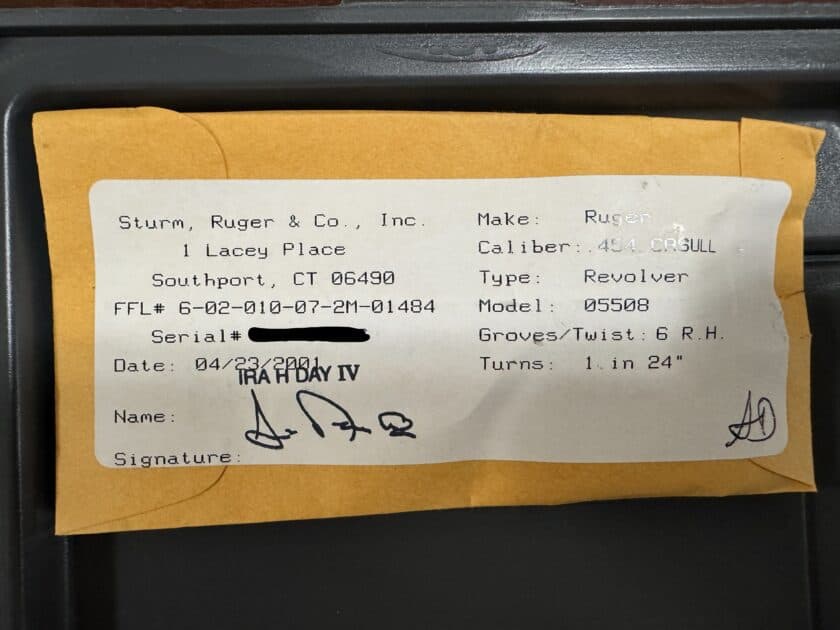 Sturm, Ruger & Co., Inc.
1 Lacey Place
Southport, CT 06490
FFL# 6-02-010-07-2M-01484
Serial#
Date: 04/23/2001
IRA H DAY IV
Name:
Signature:
Make: Ruger
Caliber: .454 CASULL
Type: Revolver
Model: 05508
Groves/Twist: 6 R.H.
Turns: 1 in 24"